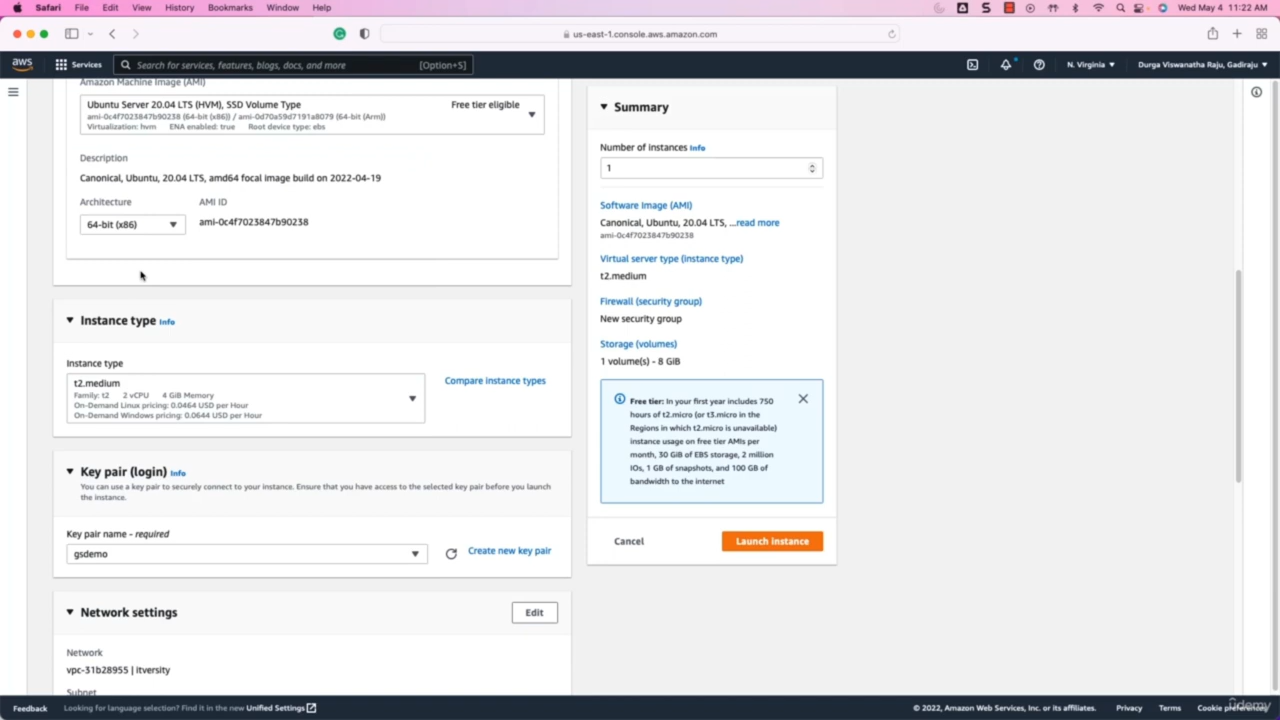 Safari File Edit View History Bookmarks Window Help
Wed May 4 11:22 AM
us-east-1.console.aws.amazon.com
aws Services Search for services, features, blogs, docs, and more [Option+S]
N. Virginia Durga Viswanatha Raju, Gadiraju
Amazon Machine Image (AMI)
Ubuntu Server 20.04 LTS (HVM), SSD Volume Type Free tier eligible
ami-0c4f7023847b90238 (64-bit (x86)) / ami-0d70a59d7191a8079 (64-bit (Arm))
Virtualization: hvm ENA enabled: true Root device type: ebs
Description
Canonical, Ubuntu, 20.04 LTS, amd64 focal image build on 2022-04-19
Architecture AMI ID
64-bit (x86) ami-0c4f7023847b90238
Instance type Info
Instance type
t2.medium
Family: t2 2 vCPU 4 GiB Memory
On-Demand Linux pricing: 0.0464 USD per Hour
On-Demand Windows pricing: 0.0644 USD per Hour
Compare instance types
Key pair (login) Info
You can use a key pair to securely connect to your instance. Ensure that you have access to the selected key pair before you launch
the instance.
Key pair name - required
gsdemo
Create new key pair
Network settings Edit
Network
vpc-31b28955 | itversity
Subnet
Summary
Number of instances Info
1
Software Image (AMI)
Canonical, Ubuntu, 20.04 LTS, ...read more
ami-0c4f7023847b90238
Virtual server type (instance type)
t2.medium
Firewall (security group)
New security group
Storage (volumes)
1 volume(s) - 8 GiB
Free tier: In your first year includes 750
hours of t2.micro (or t3.micro in the
Regions in which t2.micro is unavailable)
instance usage on free tier AMIs per
month, 30 GiB of EBS storage, 2 million
IOs, 1 GB of snapshots, and 100 GB of
bandwidth to the internet
Cancel Launch instance
Feedback Looking for language selection? Find it in the new Unified Settings
© 2022, Amazon Web Services, Inc. or its affiliates. Privacy Terms Cookie preferences
udemy